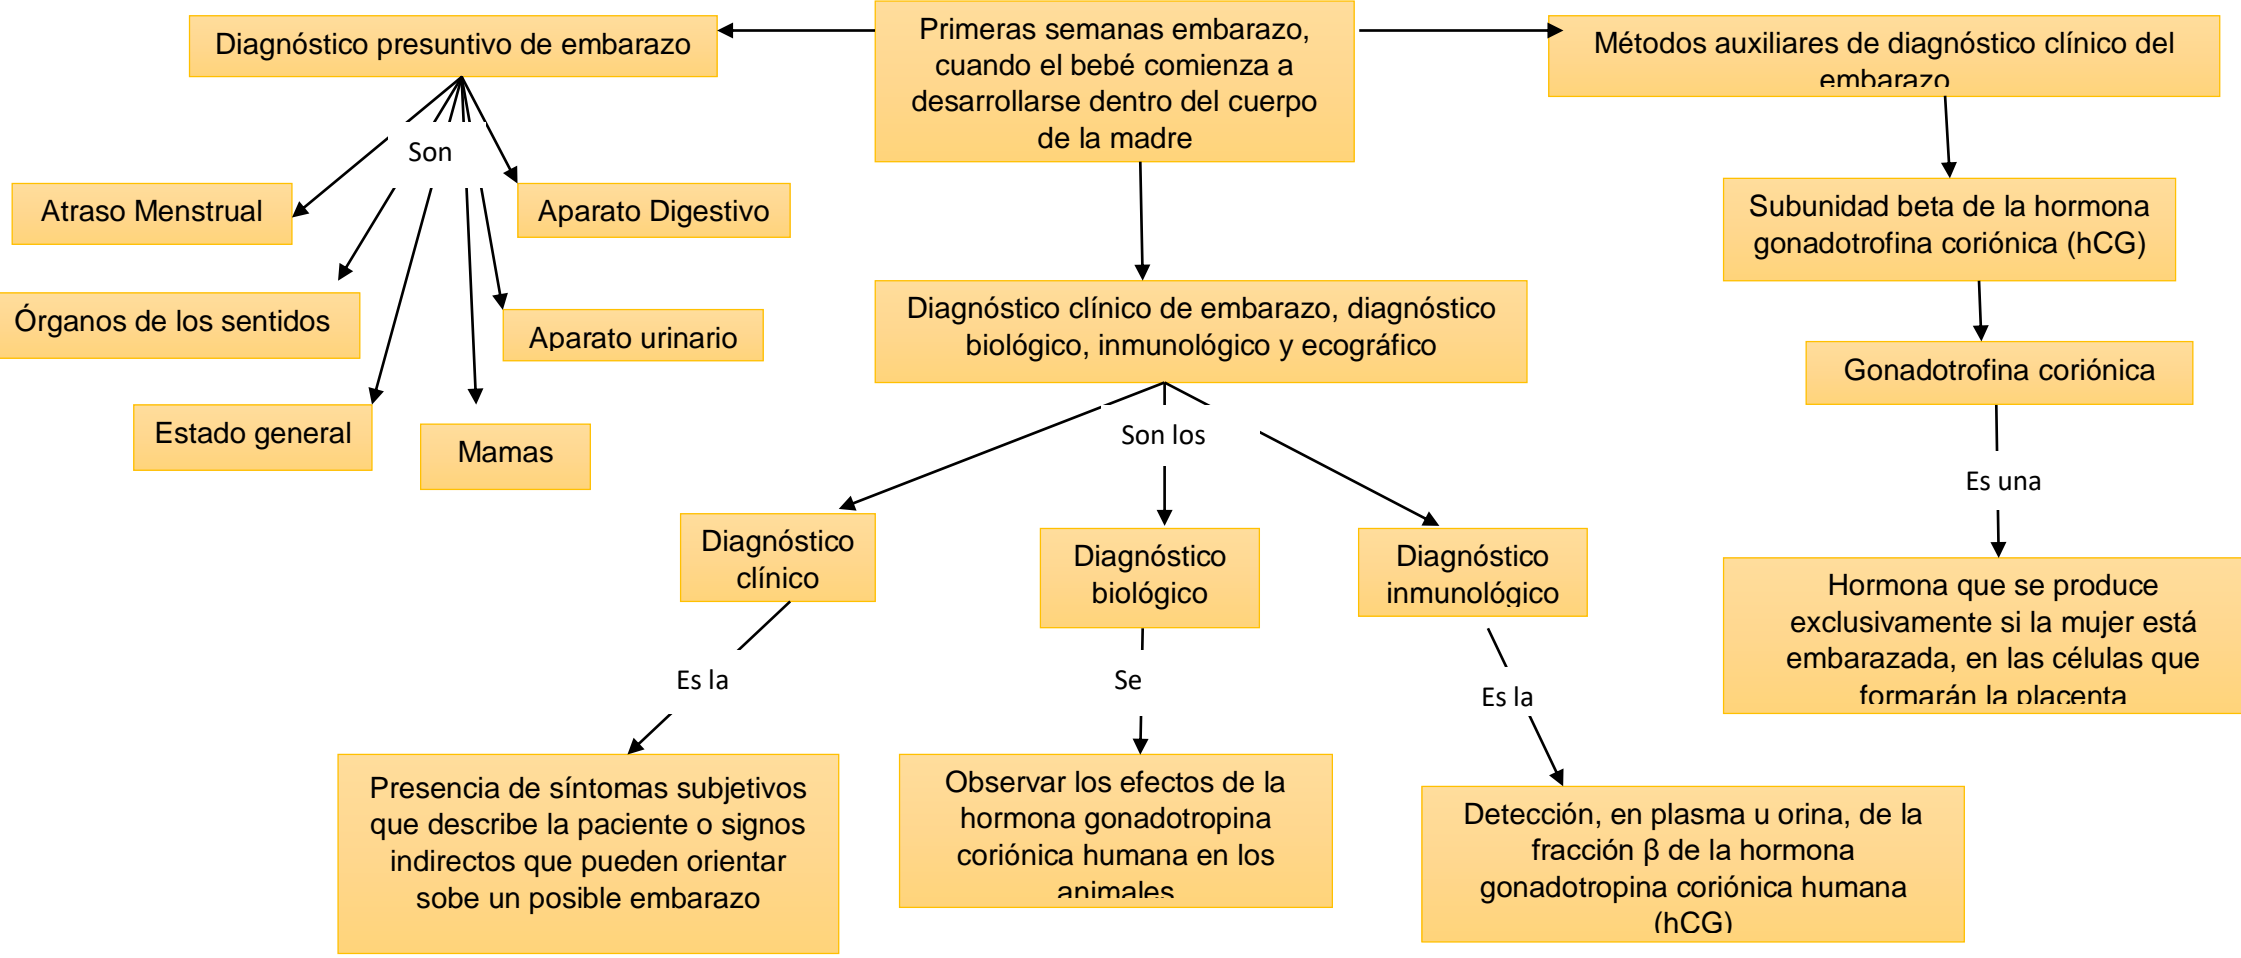 Diagnóstico presuntivo de embarazo
Primeras semanas embarazo,
cuando el bebé comienza a
desarrollarse dentro del cuerpo
de la madre
Métodos auxiliares de diagnóstico clínico del
embarazo
Son
Atraso Menstrual
Aparato Digestivo
Órganos de los sentidos
Aparato urinario
Estado general
Mamas
Subunidad beta de la hormona
gonadotrofina coriónica (hCG)
Diagnóstico clínico de embarazo, diagnóstico
biológico, inmunológico y ecográfico
Gonadotrofina coriónica
Son los
Es una
Diagnóstico
clínico
Diagnóstico
biológico
Diagnóstico
inmunológico
Hormona que se produce
exclusivamente si la mujer está
embarazada, en las células que
formarán la placenta
Es la
Se
Es la
Presencia de síntomas subjetivos
que describe la paciente o signos
indirectos que pueden orientar
sobe un posible embarazo
Observar los efectos de la
hormona gonadotropina
coriónica humana en los
animales
Detección, en plasma u orina, de la
fracción β de la hormona
gonadotropina coriónica humana
(hCG)